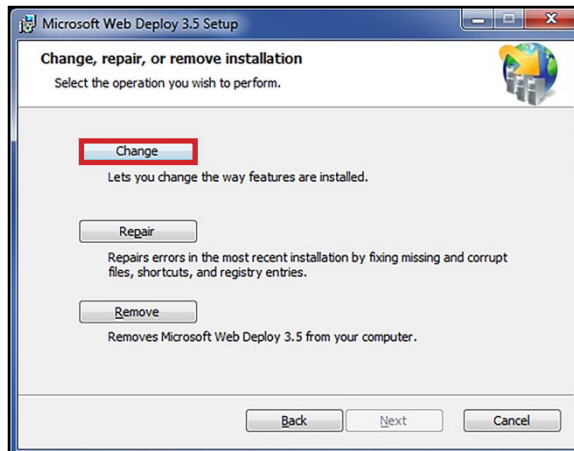 Microsoft Web Deploy 3.5 Setup
Change, repair, or remove installation
Select the operation you wish to perform.
Change
Lets you change the way features are installed.
Repair
Repairs errors in the most recent installation by fixing missing and corrupt
files, shortcuts, and registry entries.
Remove
Removes Microsoft Web Deploy 3.5 from your computer.
Back Next Cancel